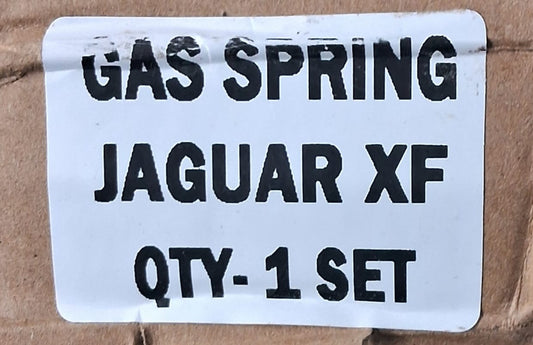 GAS SPRING
JAGUAR XF
QTY- 1 SET